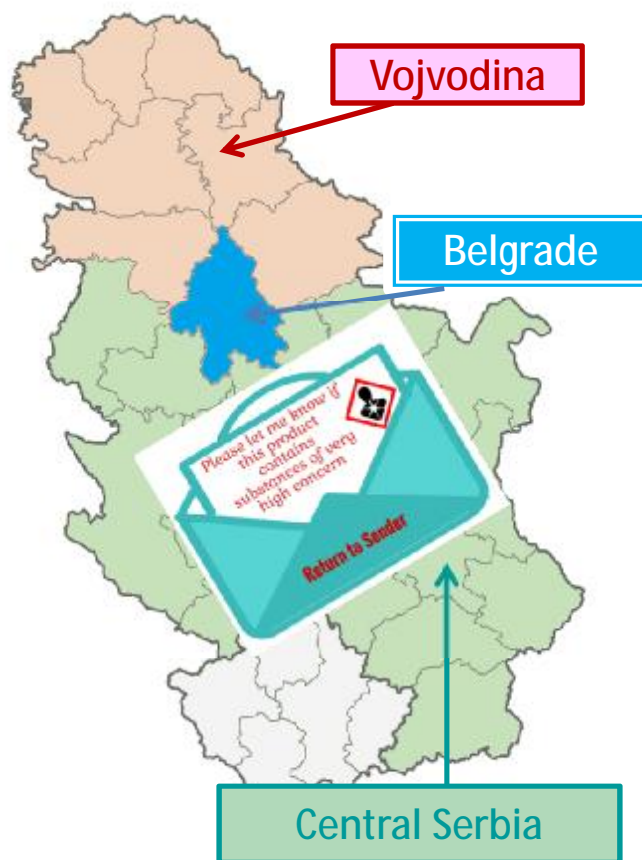 Vojvodina
Belgrade
Please let me know if
this product
contains
substances of very
high concern
Return to Sender
Central Serbia